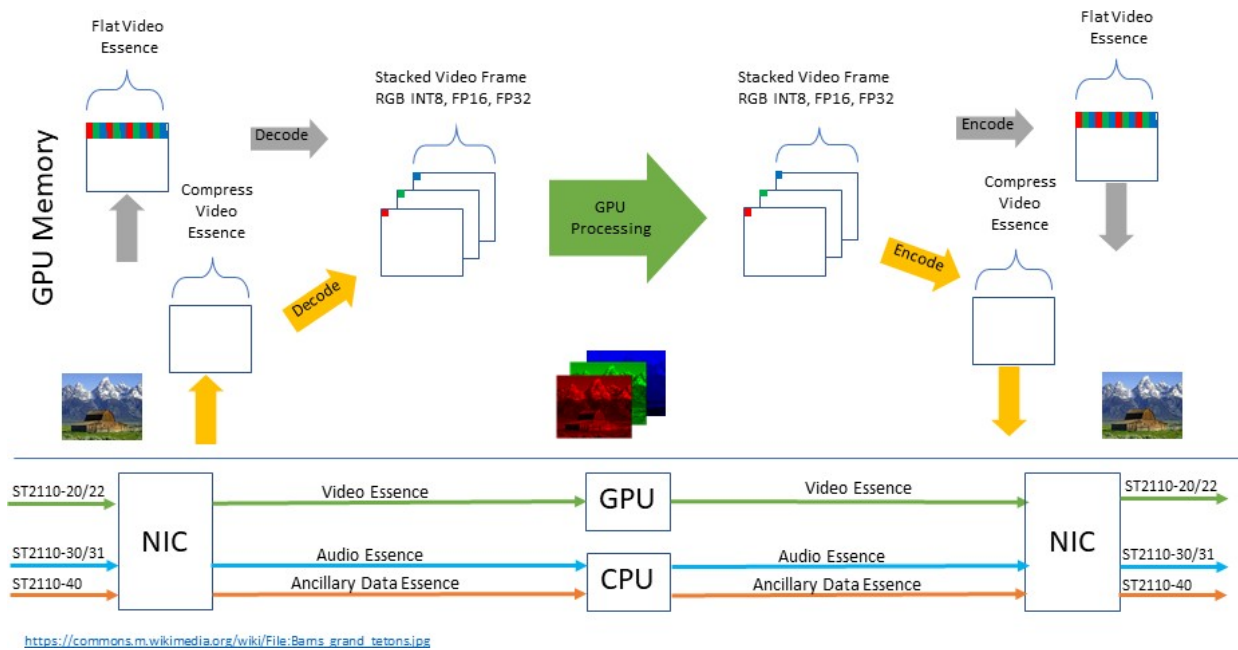 Flat Video
Essence
Flat Video
Essence
Stacked Video Frame
RGB INT8, FP16, FP32
Stacked Video Frame
RGB INT8, FP16, FP32
GPU Memory
Decode
Encode
Compress
Video
Essence
Compress
Video
Essence
GPU
Processing
Decode
Encode
ST2110-20/22
NIC
Video Essence
GPU
Video Essence
NIC
ST2110-20/22
ST2110-30/31
Audio Essence
CPU
Audio Essence
ST2110-30/31
ST2110-40
Ancillary Data Essence
Ancillary Data Essence
ST2110-40
https://commons.m.wikimedia.org/wiki/File:Barns_grand_tetons.jpg